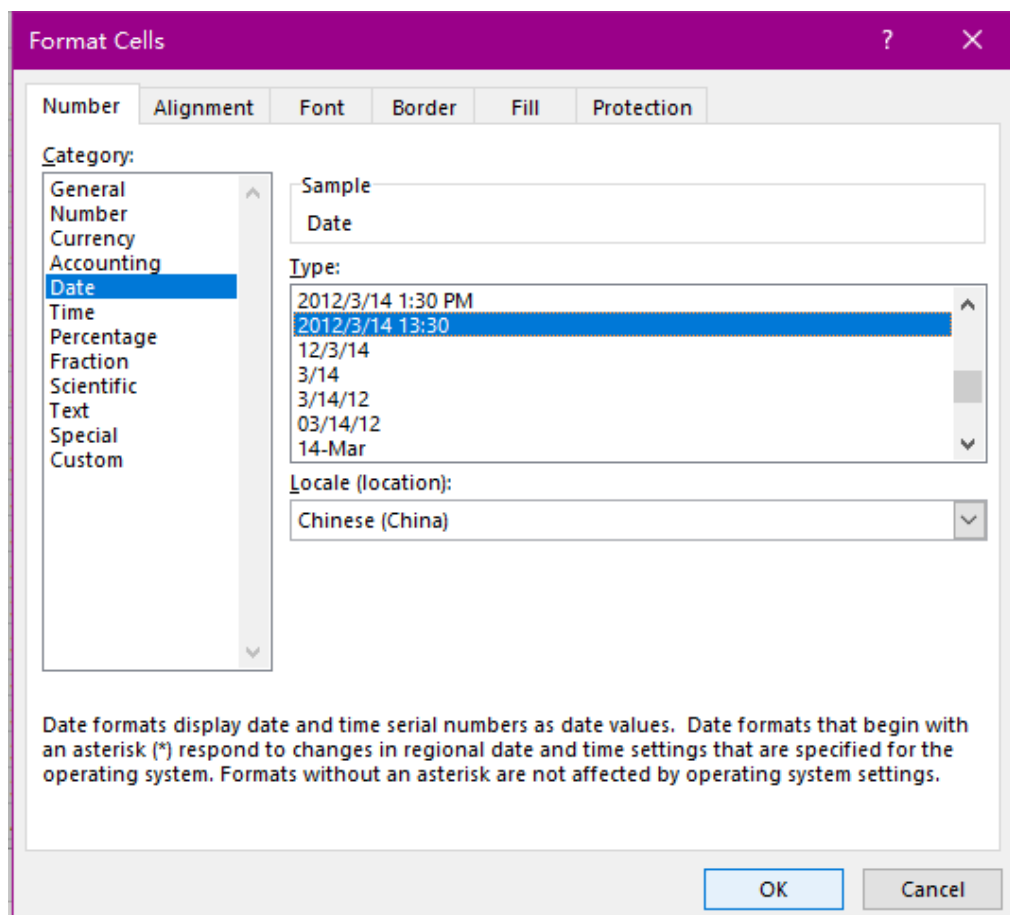 Format Cells
?
Number
Alignment
Font
Border
Fill
Protection
Category:
General
Number
Currency
Accounting
Date
Time
Percentage
Fraction
Scientific
Text
Special
Custom
Sample
Date
Type:
2012/3/14 1:30 PM
2012/3/14 13:30
12/3/14
3/14
3/14/12
03/14/12
14-Mar
Locale (location):
Chinese (China)
Date formats display date and time serial numbers as date values. Date formats that begin with
an asterisk (*) respond to changes in regional date and time settings that are specified for the
operating system. Formats without an asterisk are not affected by operating system settings.
OK
Cancel